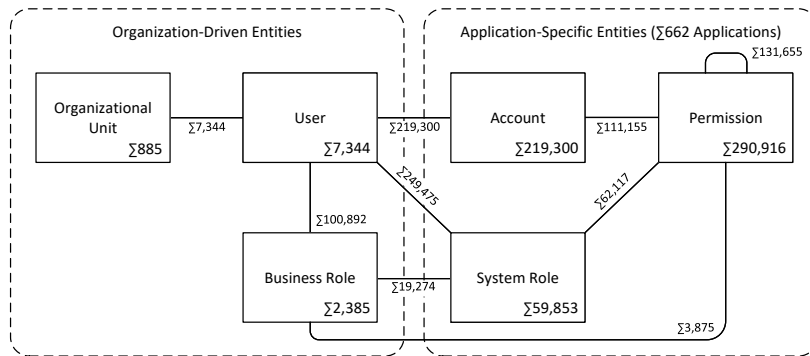 Organization-Driven Entities
Application-Specific Entities (∑662 Applications)
∑131,655
Organizational
Unit
∑885
∑7,344
User
∑7,344
∑219,300
Account
∑219,300
∑111,155
Permission
∑290,916
∑249,475
∑62,117
∑100,892
Business Role
∑2,385
∑19,274
System Role
∑59,853
∑3,875